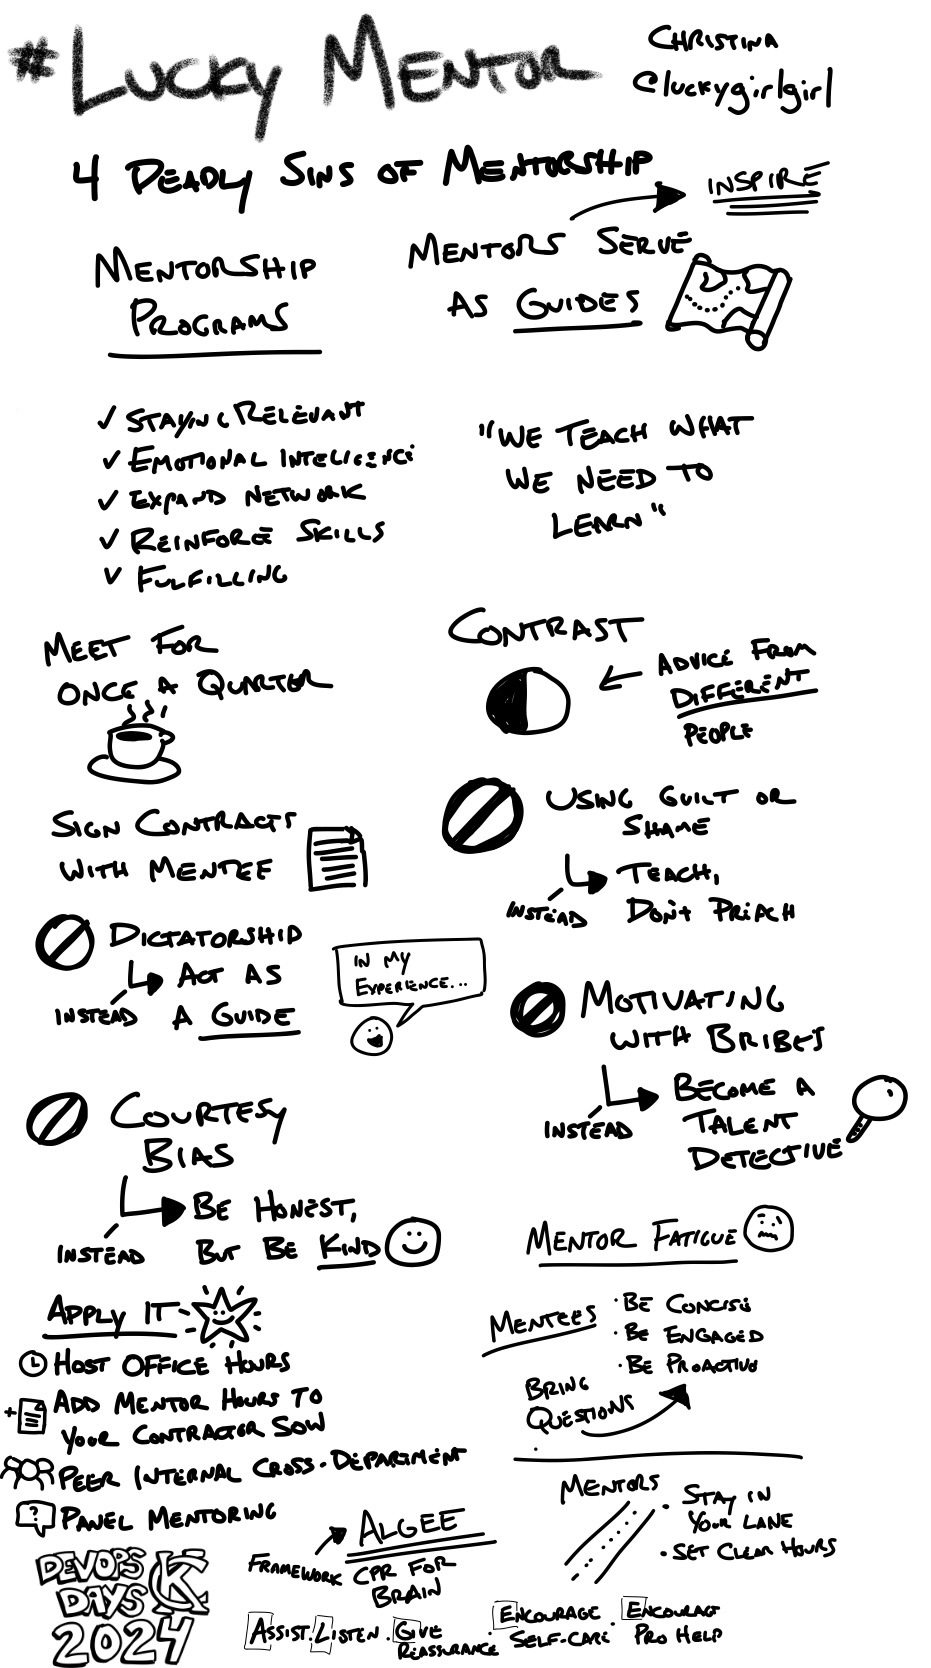 #LUCKY MENTOR
CHRISTINA
@luckygirlgirl
4 DEADLY SINS OF MENTORSHIP
INSPIRE
MENTORSHIP
PROGRAMS
MENTORS SERVE
AS GUIDES
✓ STAYING RELEVANT
✓ EMOTIONAL INTELIGENCE
✓ EXPAND NETWORK
✓ REINFORCE SKILLS
✓ FULFILLING
"WE TEACH WHAT
WE NEED TO
LEARN"
MEET FOR
ONCE A QUARTER
CONTRAST
ADVICE FROM
DIFFERENT
PEOPLE
SIGN CONTRACTS
WITH MENTEE
USING GUILT OR
SHAME
INSTEAD
TEACH,
DON'T PREACH
DICTATORSHIP
INSTEAD
ACT AS
A GUIDE
IN MY
EXPERIENCE...
MOTIVATING
WITH BRIBES
INSTEAD
BECOME A
TALENT
DETECTIVE
COURTESY
BIAS
INSTEAD
BE HONEST,
BUT BE KIND
MENTOR FATIGUE
MENTEES
· BE CONCISE
· BE ENGAGED
· BE PROACTIVE
BRING
QUESTIONS
APPLY IT
HOST OFFICE HOURS
+ ADD MENTOR HOURS TO
YOUR CONTRACTOR SOW
PEER INTERNAL CROSS-DEPARTMENT
? PANEL MENTORING
MENTORS
· STAY IN
YOUR LANE
· SET CLEAR HOURS
FRAMEWORK
ALGEE
CPR FOR
BRAIN
ASSIST · LISTEN · GIVE
REASSURANCE
· ENCOURAGE
SELF-CARE
· ENCOURAGE
PRO HELP
DEVOPS
DAYS
KC
2024